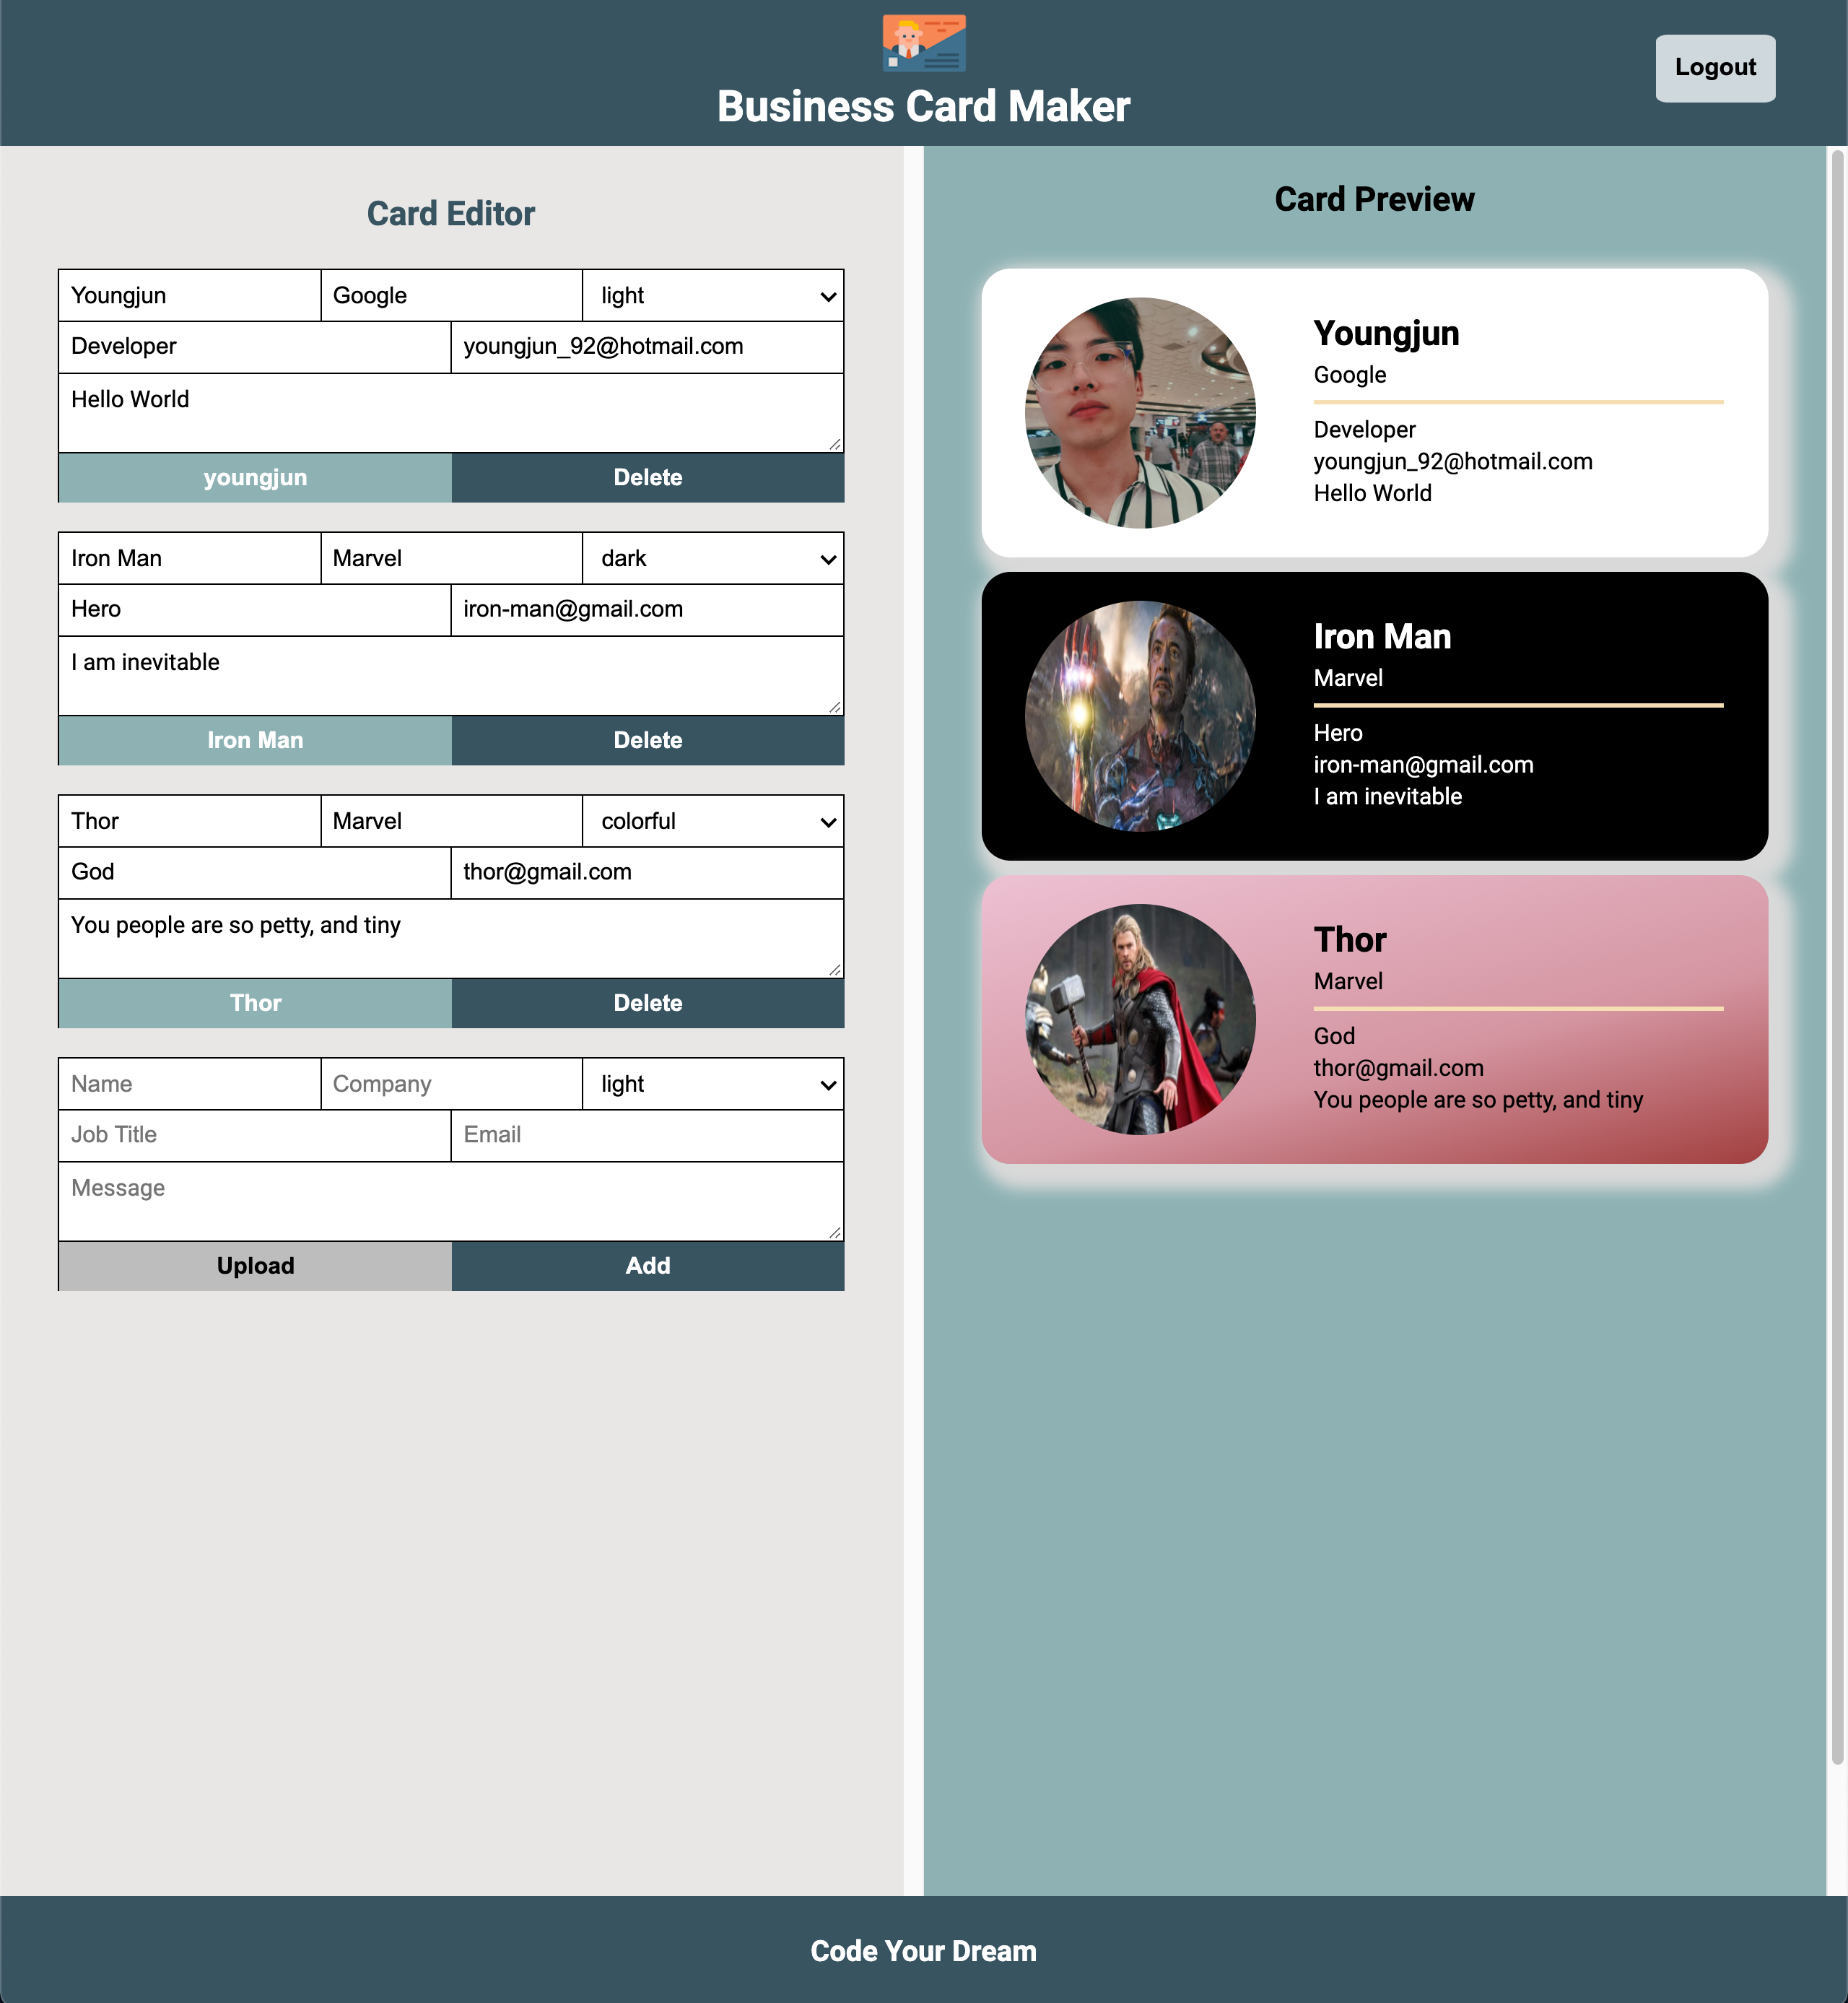 Business Card Maker
Logout
Card Editor
Youngjun Google light
Developer youngjun_92@hotmail.com
Hello World
youngjun Delete
Iron Man Marvel dark
Hero iron-man@gmail.com
I am inevitable
Iron Man Delete
Thor Marvel colorful
God thor@gmail.com
You people are so petty, and tiny
Thor Delete
Name Company light
Job Title Email
Message
Upload Add
Card Preview
Youngjun
Google
Developer
youngjun_92@hotmail.com
Hello World
Iron Man
Marvel
Hero
iron-man@gmail.com
I am inevitable
Thor
Marvel
God
thor@gmail.com
You people are so petty, and tiny
Code Your Dream